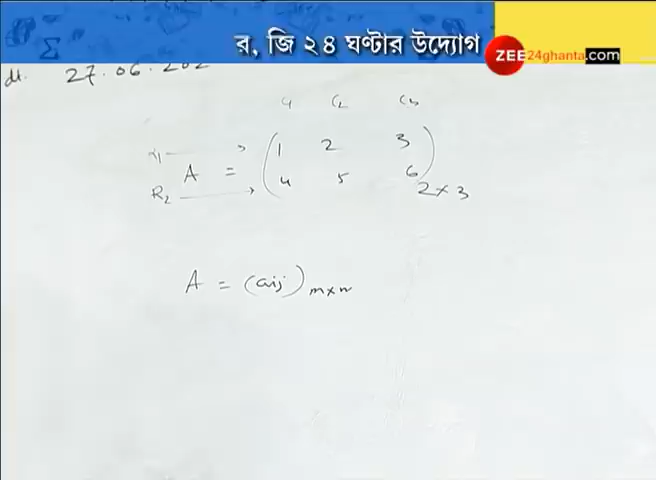 র, জি ২৪ ঘণ্টার উদ্যোগ
ZEE24ghanta.com
dt. 27.06.202
C1 C2 C3
R1
A = (1 2 3
R2 4 5 6)2×3
A = (aij)m×n